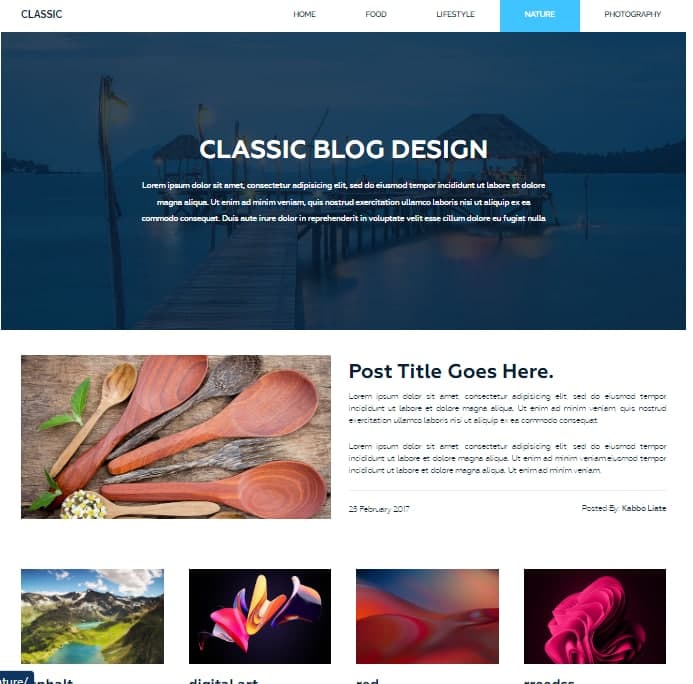 CLASSIC
HOME FOOD LIFESTYLE NATURE PHOTOGRAPHY
CLASSIC BLOG DESIGN
Lorem ipsum dolor sit amet, consectetur adipisicing elit, sed do eiusmod tempor incididunt ut labore et dolore
magna aliqua. Ut enim ad minim veniam, quis nostrud exercitation ullamco laboris nisi ut aliquip ex ea
commodo consequat. Duis aute irure dolor in reprehenderit in voluptate velit esse cillum dolore eu fugiat nulla
Post Title Goes Here.
Lorem ipsum dolor sit amet, consectetur adipisicing elit, sed do eiusmod tempor
incididunt ut labore et dolore magna aliqua. Ut enim ad minim veniam, quis nostrud
exercitation ullamco laboris nisi ut aliquip ex ea commodo consequat.
Lorem ipsum dolor sit amet, consectetur adipisicing elit, sed do eiusmod tempor
incididunt ut labore et dolore magna aliqua. Ut enim ad minim veniam,eiusmod tempor
incididunt ut labore et dolore magna aliqua. Ut enim ad minim veniam.
23 February 2017
Posted By: Kabbo Liate
digital art red